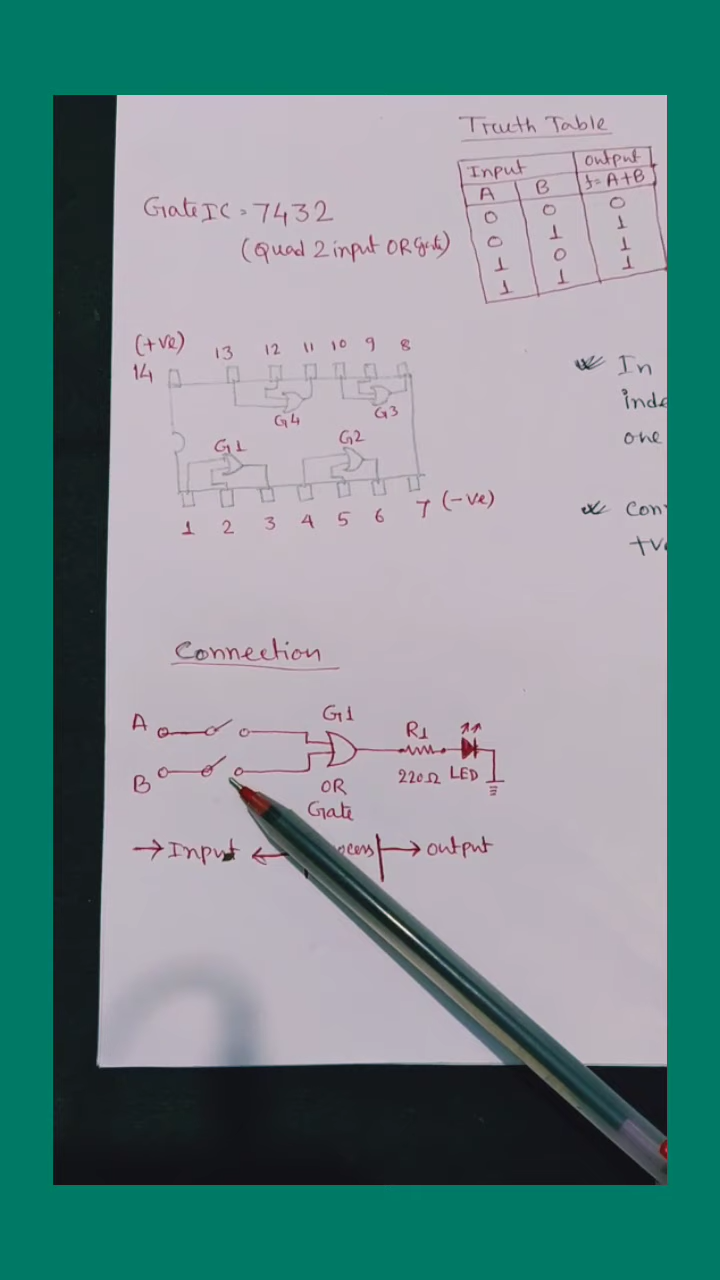 Truth Table
Input Output
A B f=A+B
0 0 0
0 1 1
1 0 1
1 1 1
Gate IC = 7432
(Quad 2 input OR gate)
(+ve)
14 13 12 11 10 9 8
G4 G3
G1 G2
1 2 3 4 5 6 7 (-ve)
In
one
+ve
Connection
A G1 R1
B 220Ω LED
OR
Gate
→ Input ← → output